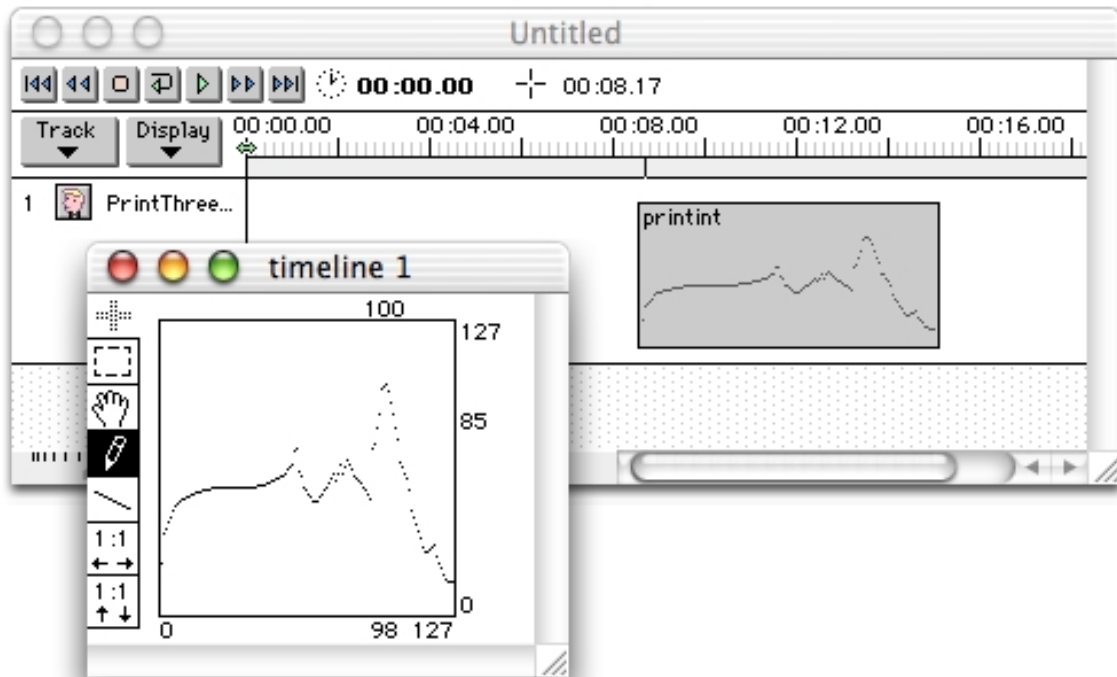 Untitled
00:00.00 00:08.17
Track Display 00:00.00 00:04.00 00:08.00 00:12.00 00:16.00
1 PrintThree...
printint
timeline 1
100
127
85
1:1
1:1
0
0 98 127